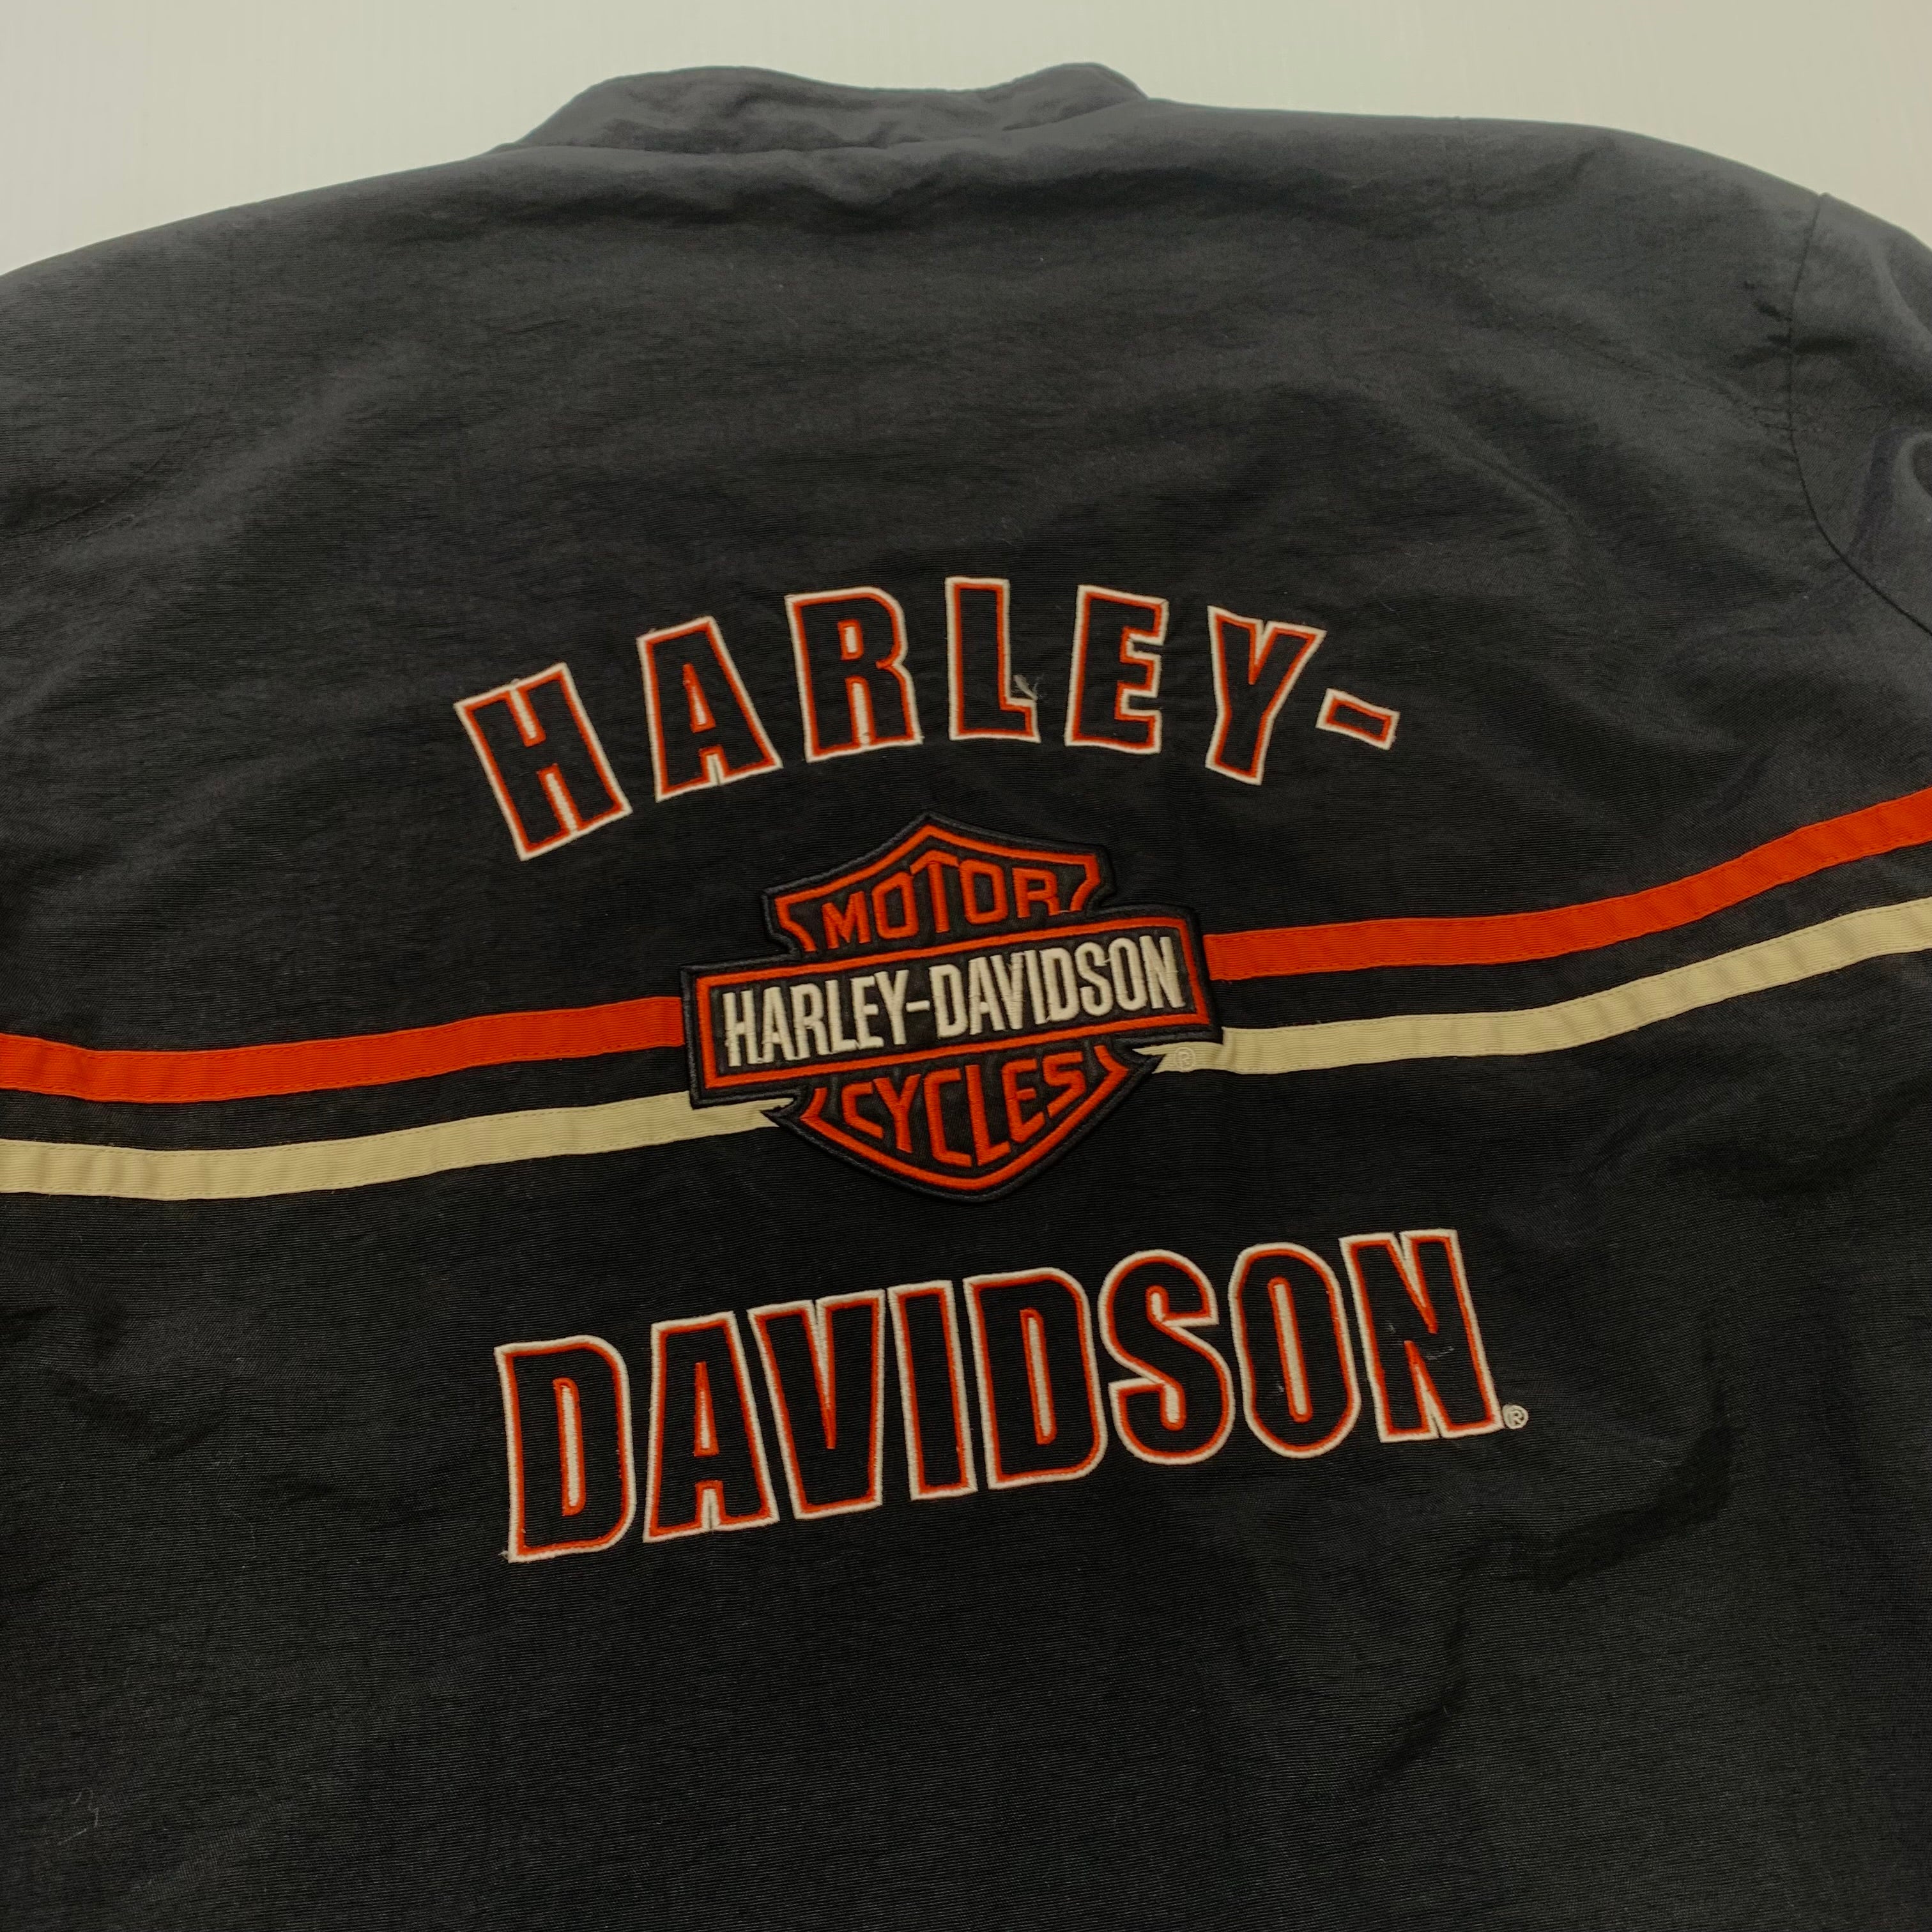 HARLEY-
MOTOR
HARLEY-DAVIDSON
CYCLES
®
DAVIDSON®